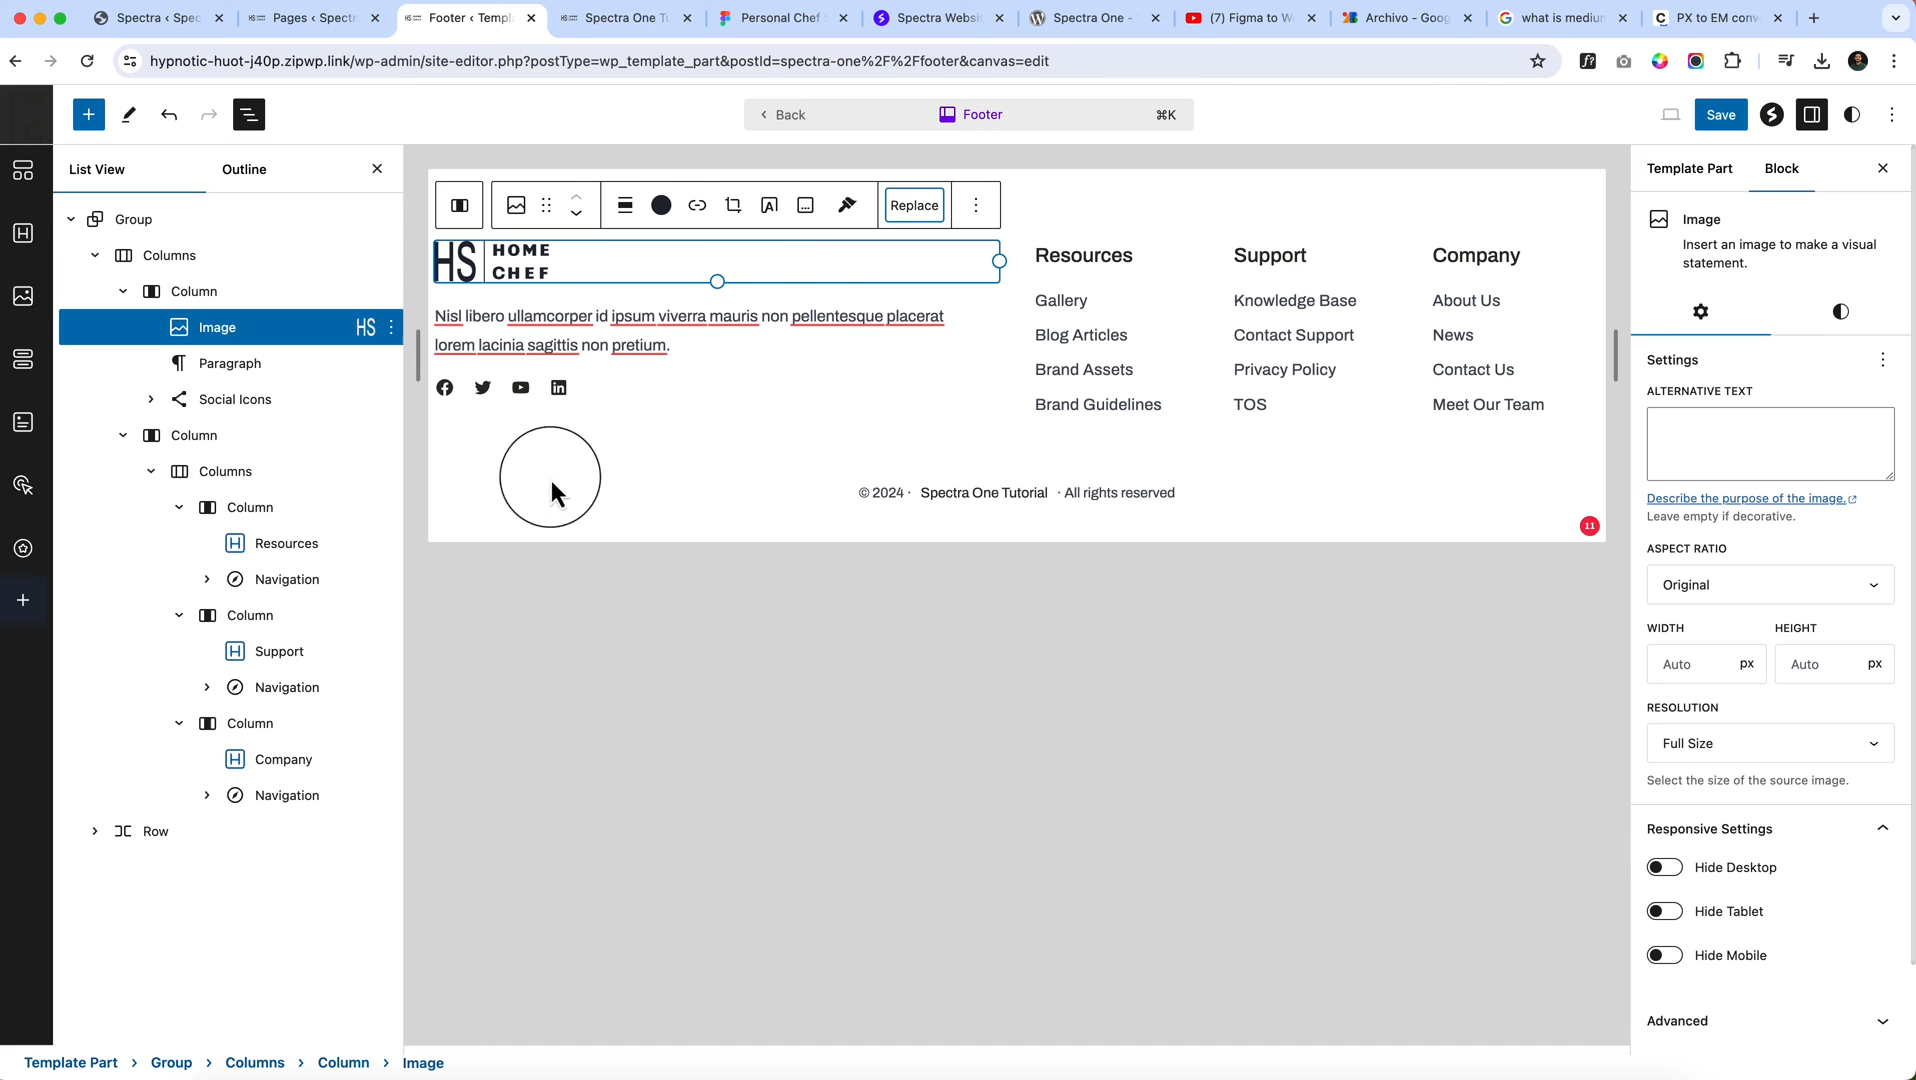 Spectra ‹ Spec
Pages ‹ Spectr
Footer ‹ Templ
Spectra One Tu
Personal Chef
Spectra Websit
Spectra One -
(7) Figma to W
Archivo - Goog
what is medium
PX to EM conv
hypnotic-huot-j40p.zipwp.link/wp-admin/site-editor.php?postType=wp_template_part&postId=spectra-one%2F%2Ffooter&canvas=edit
Back
Footer
⌘K
Save
List View
Outline
Group
Columns
Column
Image
HS
Paragraph
Social Icons
Column
Columns
Column
Resources
Navigation
Column
Support
Navigation
Column
Company
Navigation
Row
Replace
HS HOME
CHEF
Nisl libero ullamcorper id ipsum viverra mauris non pellentesque placerat
lorem lacinia sagittis non pretium.
Resources
Gallery
Blog Articles
Brand Assets
Brand Guidelines
Support
Knowledge Base
Contact Support
Privacy Policy
TOS
Company
About Us
News
Contact Us
Meet Our Team
© 2024 · Spectra One Tutorial · All rights reserved
11
Template Part
Block
Image
Insert an image to make a visual
statement.
Settings
ALTERNATIVE TEXT
Describe the purpose of the image.
Leave empty if decorative.
ASPECT RATIO
Original
WIDTH
HEIGHT
Auto px
Auto px
RESOLUTION
Full Size
Select the size of the source image.
Responsive Settings
Hide Desktop
Hide Tablet
Hide Mobile
Advanced
Template Part › Group › Columns › Column › Image